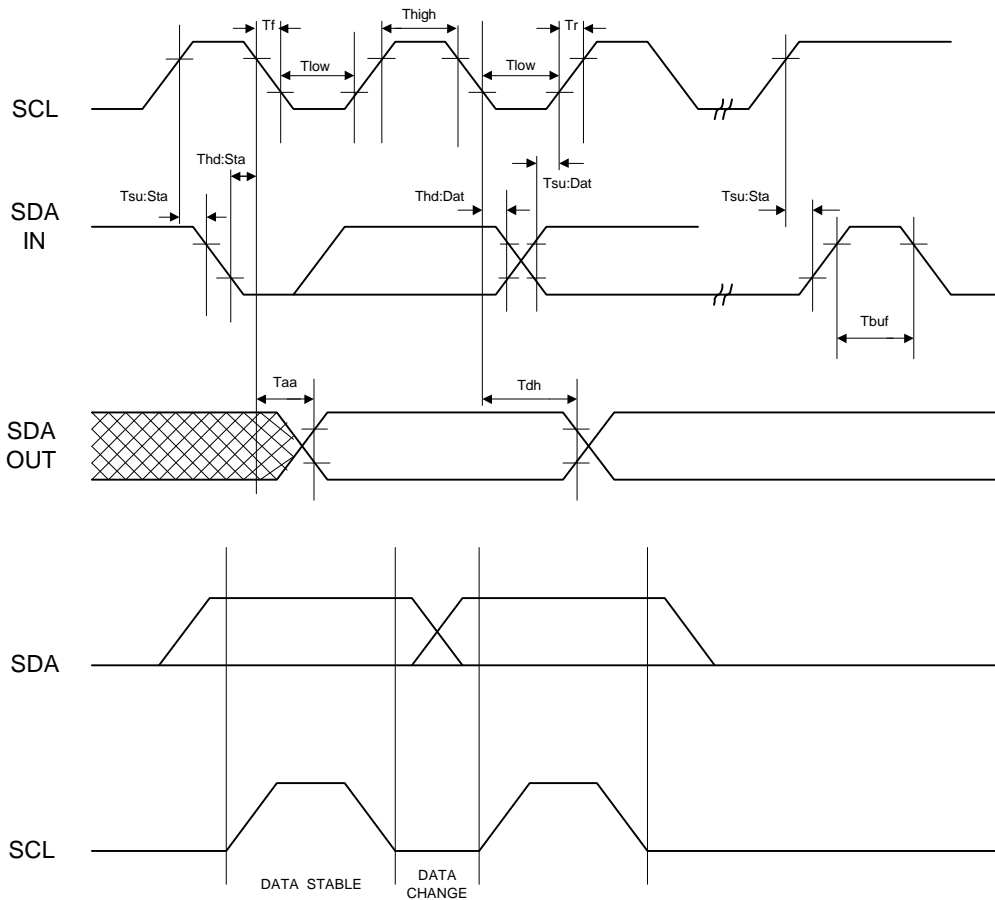 Tf
Thigh
Tr
Tlow
Tlow
SCL
Thd:Sta
Tsu:Sta
Thd:Dat
Tsu:Dat
Tsu:Sta
SDA
IN
Tbuf
Taa
Tdh
SDA
OUT
SDA
SCL
DATA STABLE
DATA
CHANGE